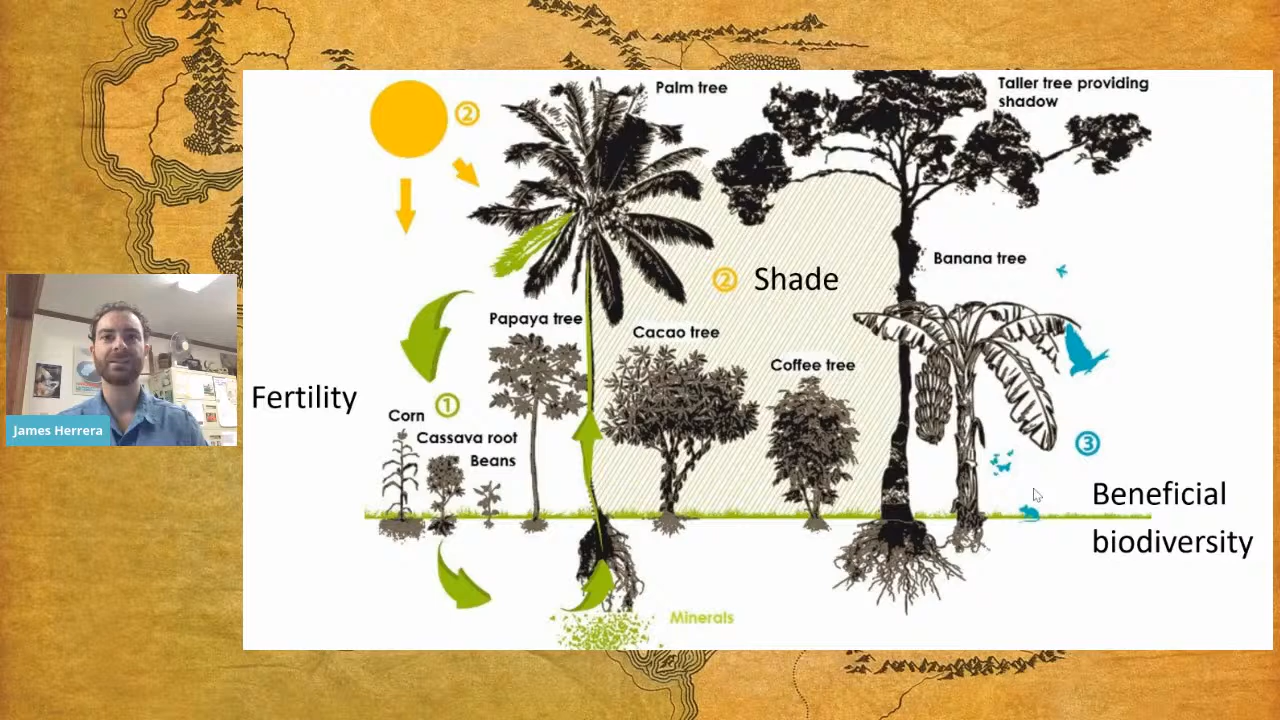 ②
Palm tree
Taller tree providing
shadow
② Shade
Banana tree
Papaya tree
Cacao tree
Coffee tree
Fertility
①
Corn
Cassava root
Beans
James Herrera
③
Beneficial
biodiversity
Minerals